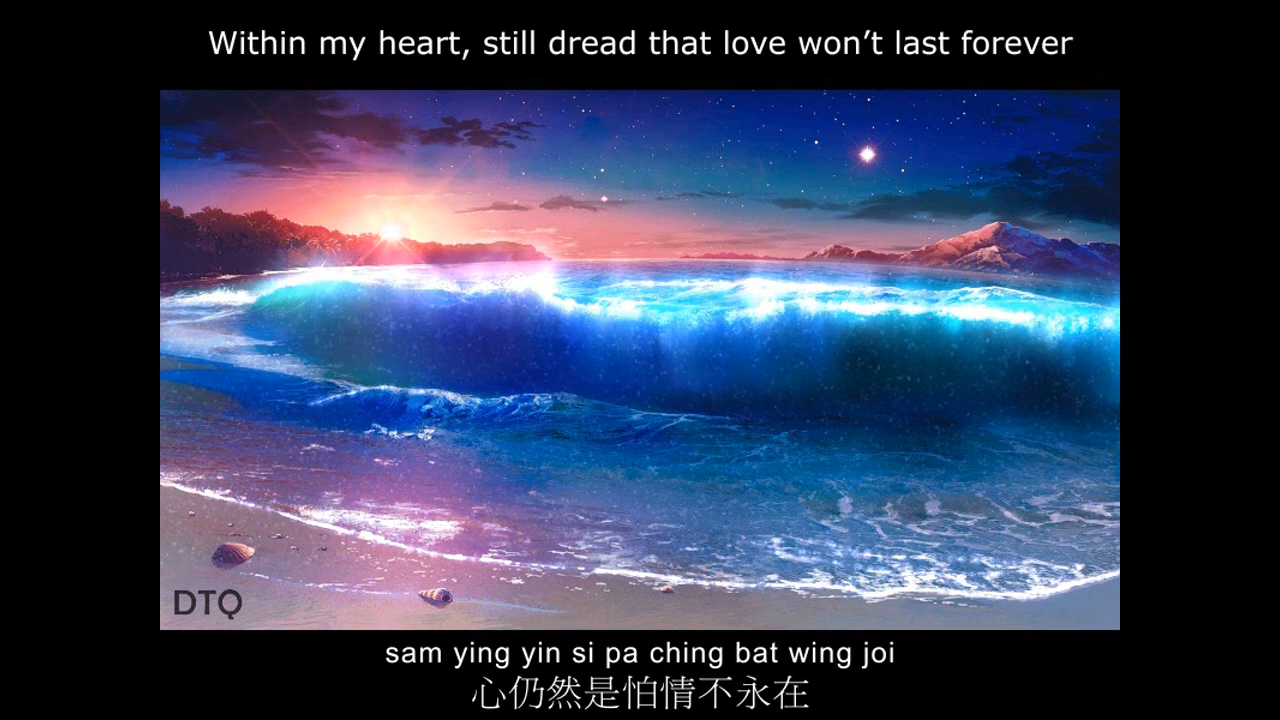 Within my heart, still dread that love won’t last forever
DTQ
sam ying yin si pa ching bat wing joi
心仍然是怕情不永在